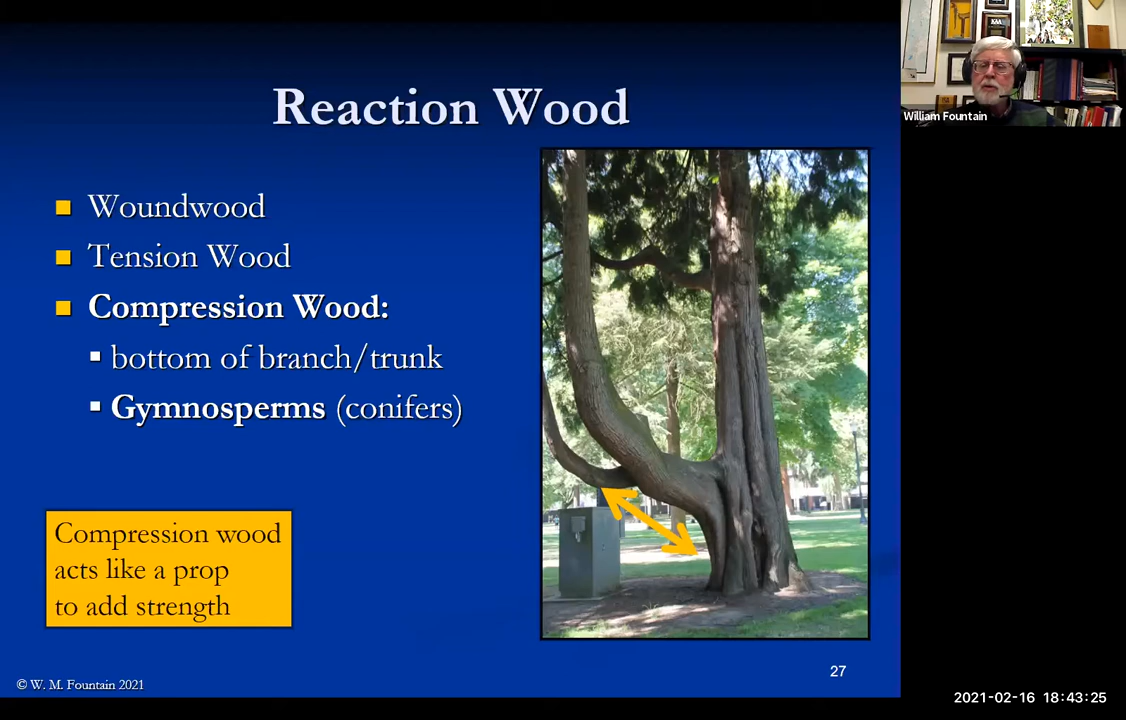 Reaction Wood
Woundwood
Tension Wood
Compression Wood:
bottom of branch/trunk
Gymnosperms (conifers)
Compression wood
acts like a prop
to add strength
© W. M. Fountain 2021
27
William Fountain
2021-02-16 18:43:25